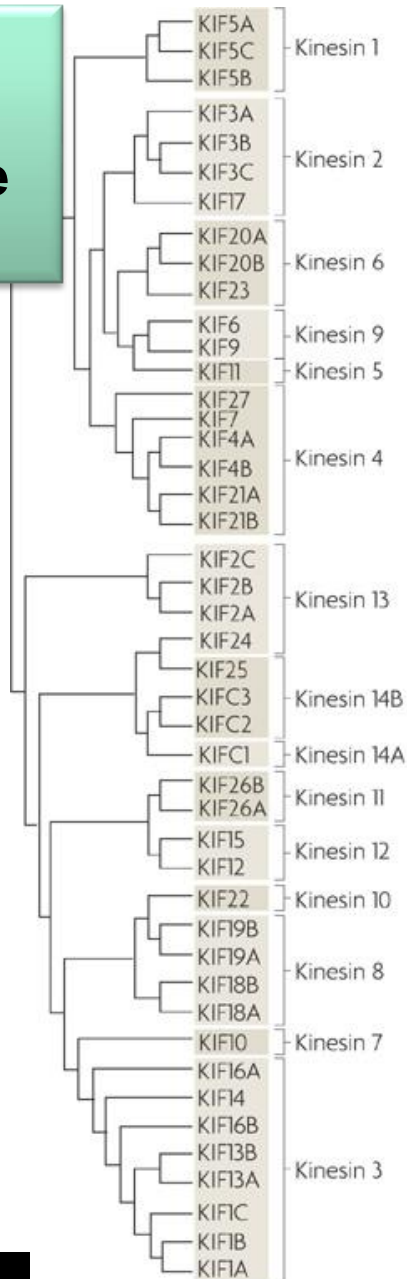 e
KIF5A
KIF5C
KIF5B
Kinesin 1
KIF3A
KIF3B
KIF3C
KIF17
Kinesin 2
KIF20A
KIF20B
KIF23
Kinesin 6
KIF6
KIF9
Kinesin 9
KIF11
Kinesin 5
KIF27
KIF7
KIF4A
KIF4B
KIF21A
KIF21B
Kinesin 4
KIF2C
KIF2B
KIF2A
KIF24
Kinesin 13
KIF25
KIFC3
KIFC2
Kinesin 14B
KIFC1
Kinesin 14A
KIF26B
KIF26A
Kinesin 11
KIF15
KIF12
Kinesin 12
KIF22
Kinesin 10
KIF19B
KIF19A
KIF18B
KIF18A
Kinesin 8
KIF10
Kinesin 7
KIF16A
KIF14
KIF16B
KIF13B
KIF13A
KIF1C
KIF1B
KIF1A
Kinesin 3